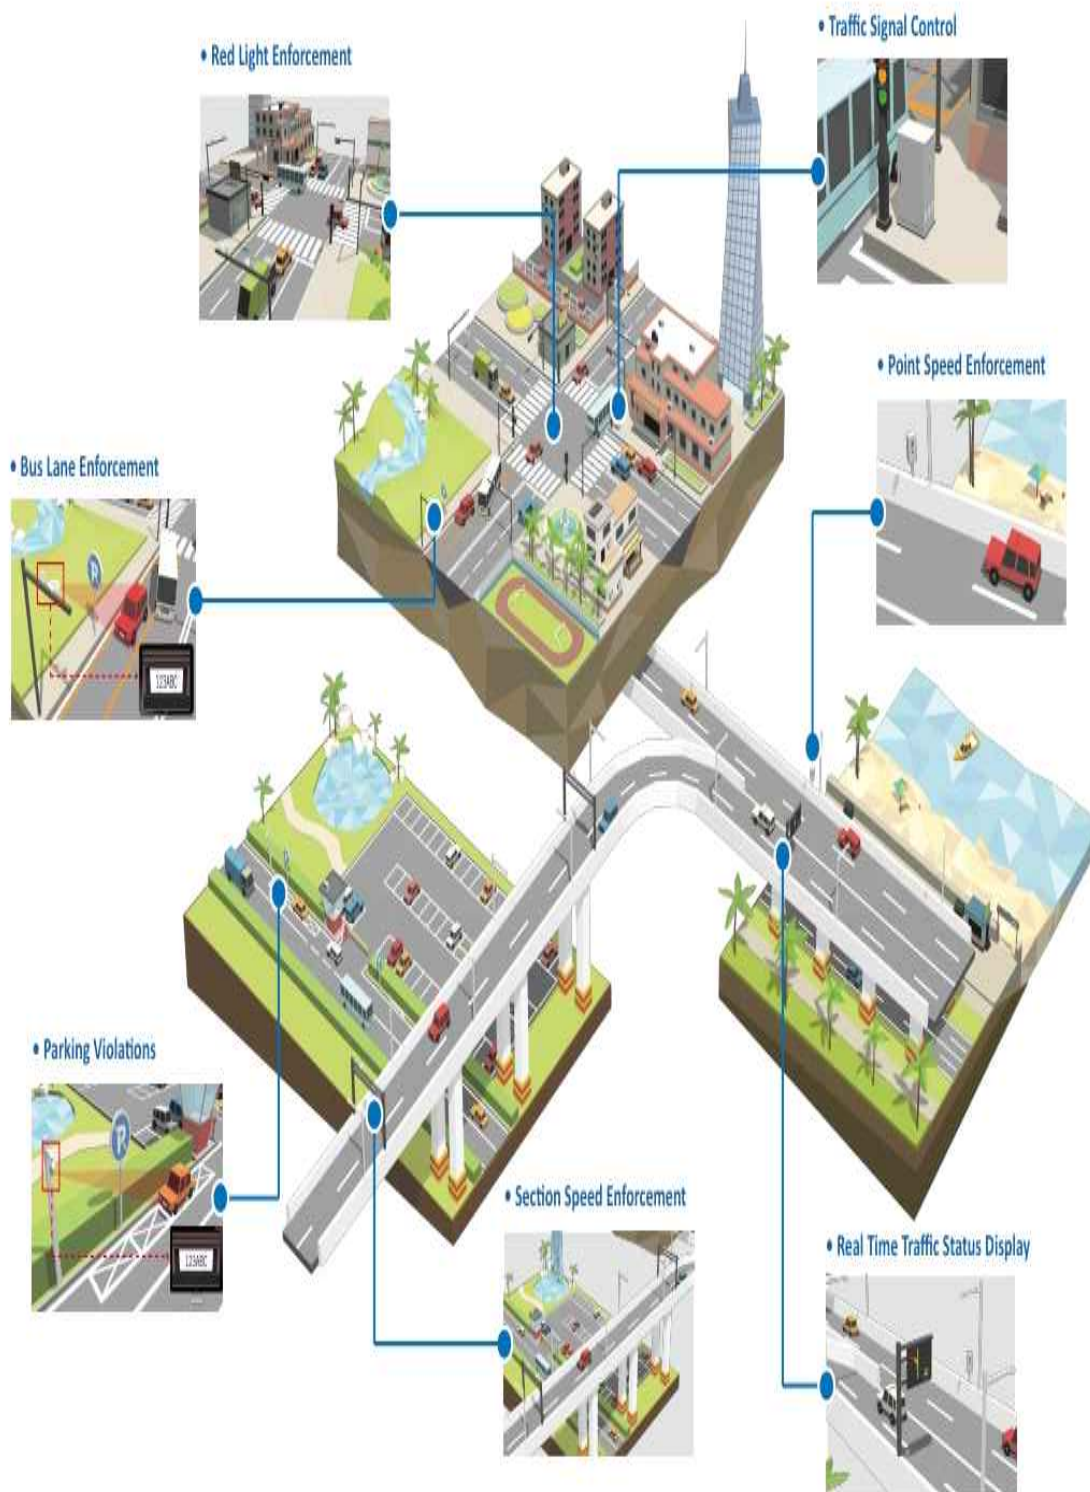 • Traffic Signal Control
• Red Light Enforcement
• Point Speed Enforcement
• Bus Lane Enforcement
123ABC
• Parking Violations
123ABC
• Section Speed Enforcement
• Real Time Traffic Status Display